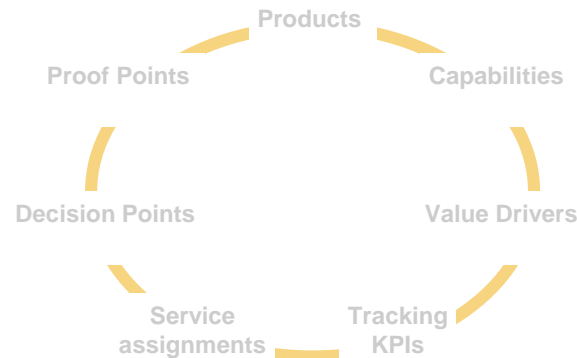 Products
Proof Points
Capabilities
Decision Points
Value Drivers
Service
assignments
Tracking
KPIs